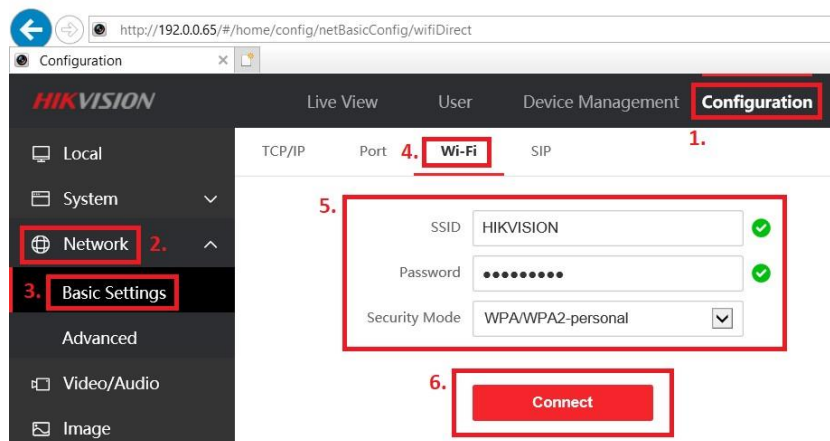 http://192.0.0.65/#/home/config/netBasicConfig/wifiDirect
Configuration
HIKVISION
Live View
User
Device Management
Configuration
1.
Local
TCP/IP
Port
4.
Wi-Fi
SIP
System
5.
SSID
HIKVISION
Network
2.
Password
•••••••••
3.
Basic Settings
Security Mode
WPA/WPA2-personal
Advanced
Video/Audio
6.
Connect
Image